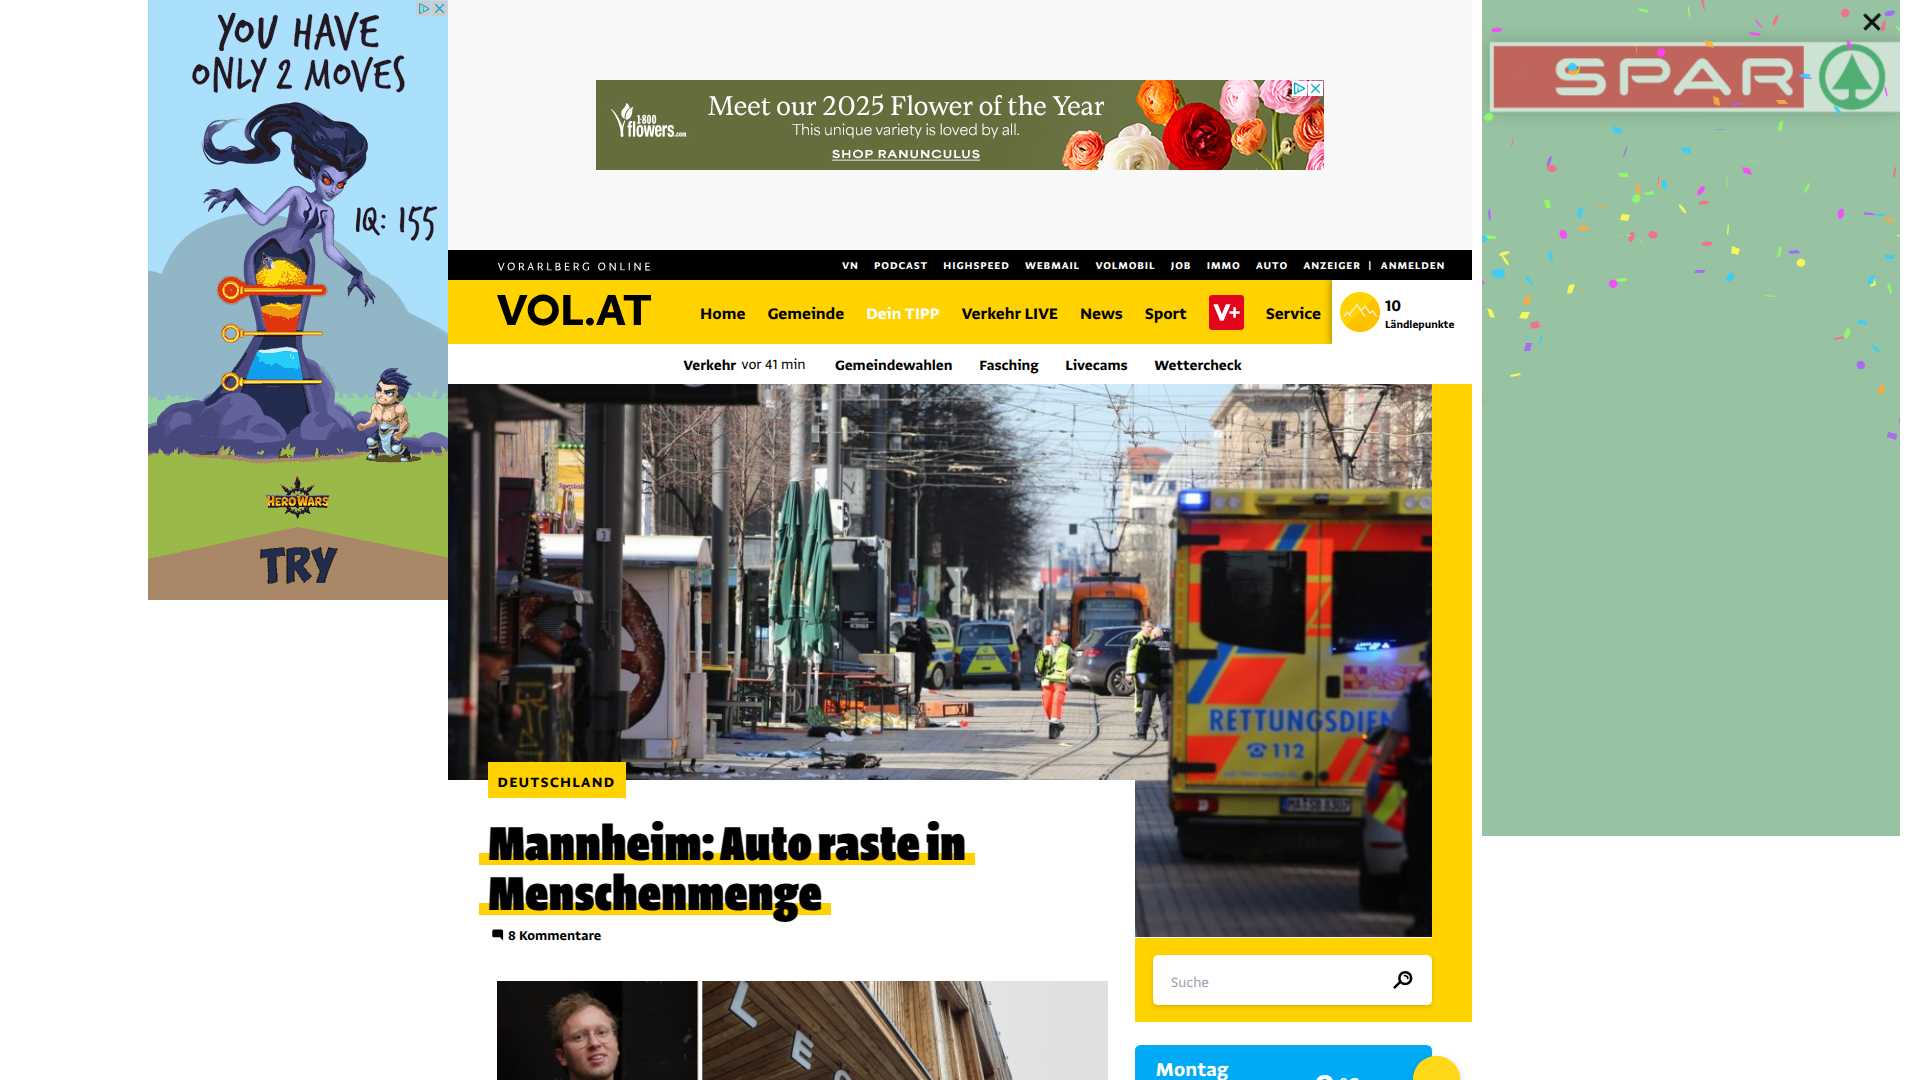 YOU HAVE
ONLY 2 MOVES
IQ: 155
HERO WARS
TRY
1-800
flowers.com
Meet our 2025 Flower of the Year
This unique variety is loved by all.
SHOP RANUNCULUS
SPAR
VORARLBERG ONLINE
VN PODCAST HIGHSPEED WEBMAIL VOLMOBIL JOB IMMO AUTO ANZEIGER | ANMELDEN
VOL.AT
Home Gemeinde Dein TIPP Verkehr LIVE News Sport V+ Service
10
Ländlepunkte
Verkehr vor 41 min Gemeindewahlen Fasching Livecams Wettercheck
RETTUNGSDIEN
112
DEUTSCHLAND
Mannheim: Auto raste in
Menschenmenge
8 Kommentare
Suche
L
E
Montag